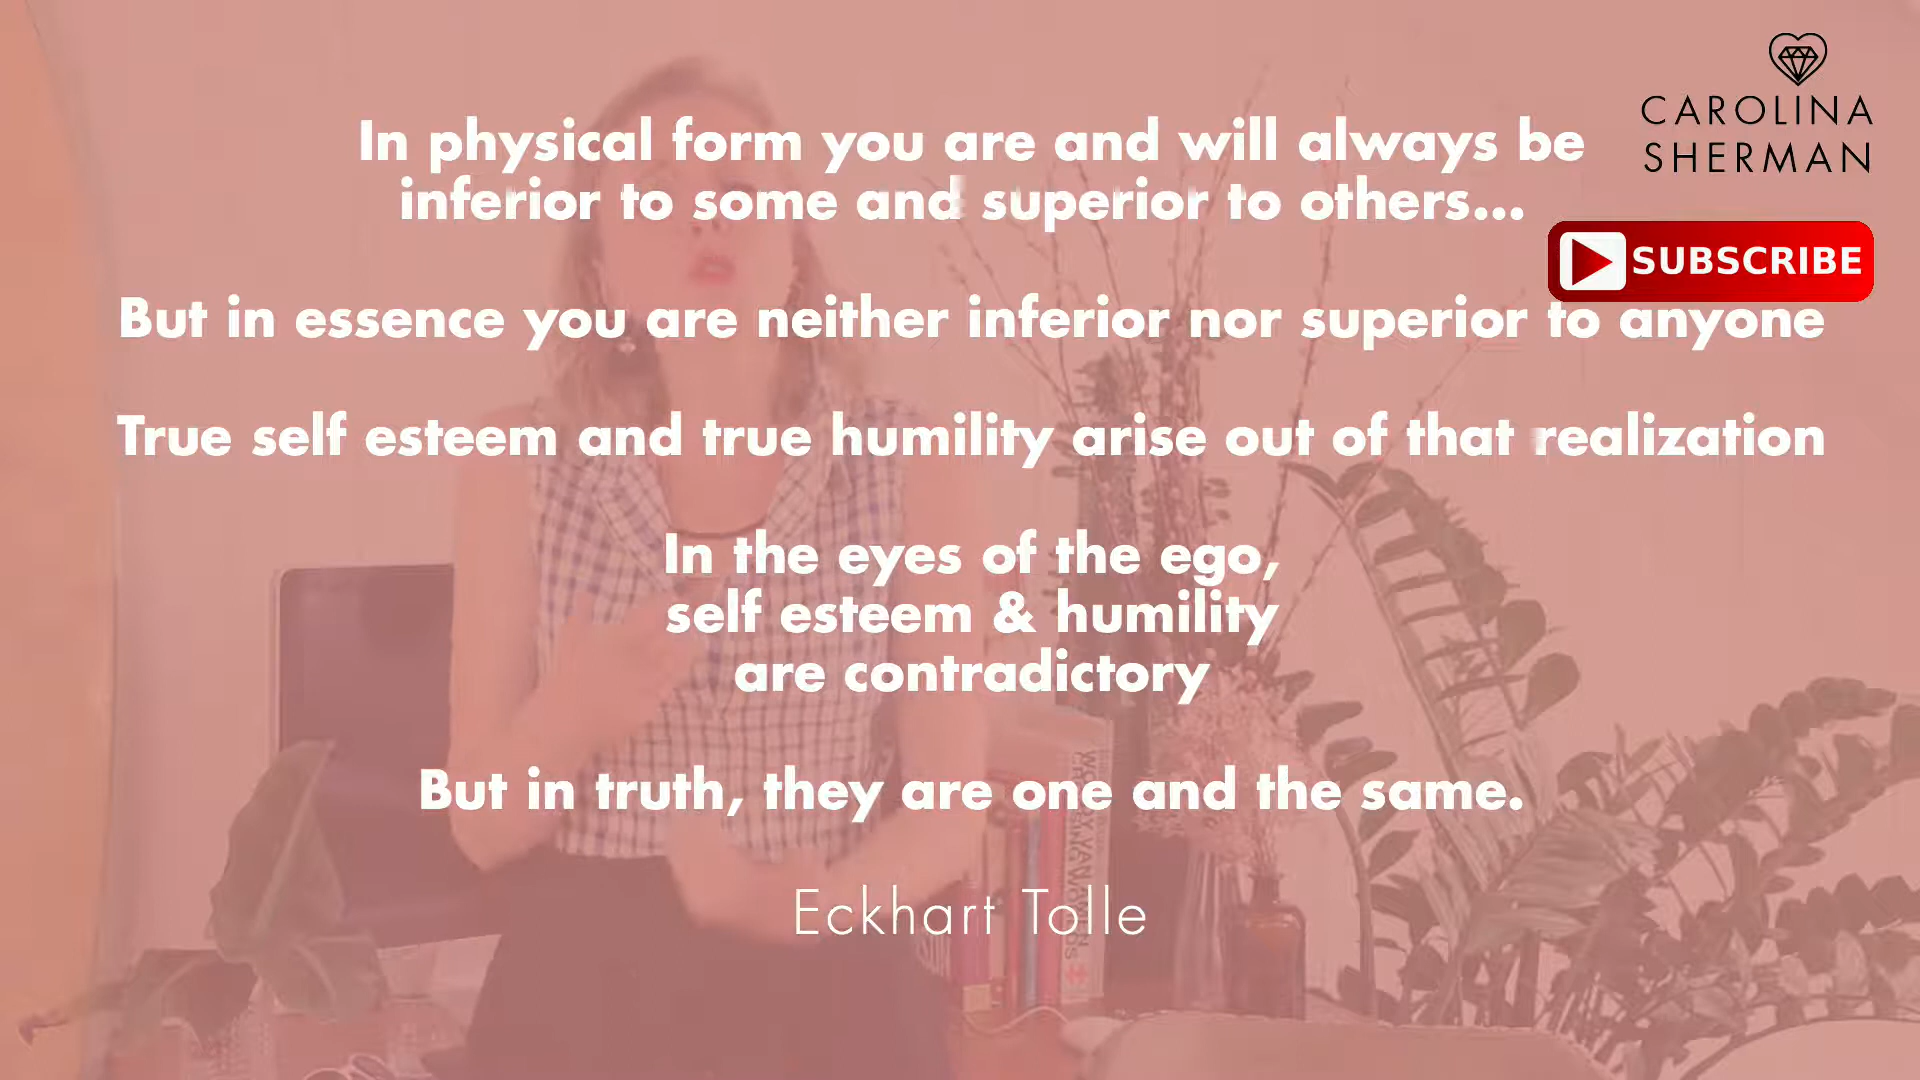 CAROLINA
SHERMAN
In physical form you are and will always be
inferior to some and superior to others...
SUBSCRIBE
But in essence you are neither inferior nor superior to anyone
True self esteem and true humility arise out of that realization
In the eyes of the ego,
self esteem & humility
are contradictory
But in truth, they are one and the same.
Eckhart Tolle